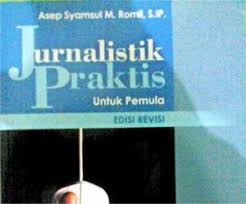 Asep Syamsul M. Romli, S.IP.
Jurnalistik
Praktis
Untuk Pemula
EDISI REVISI